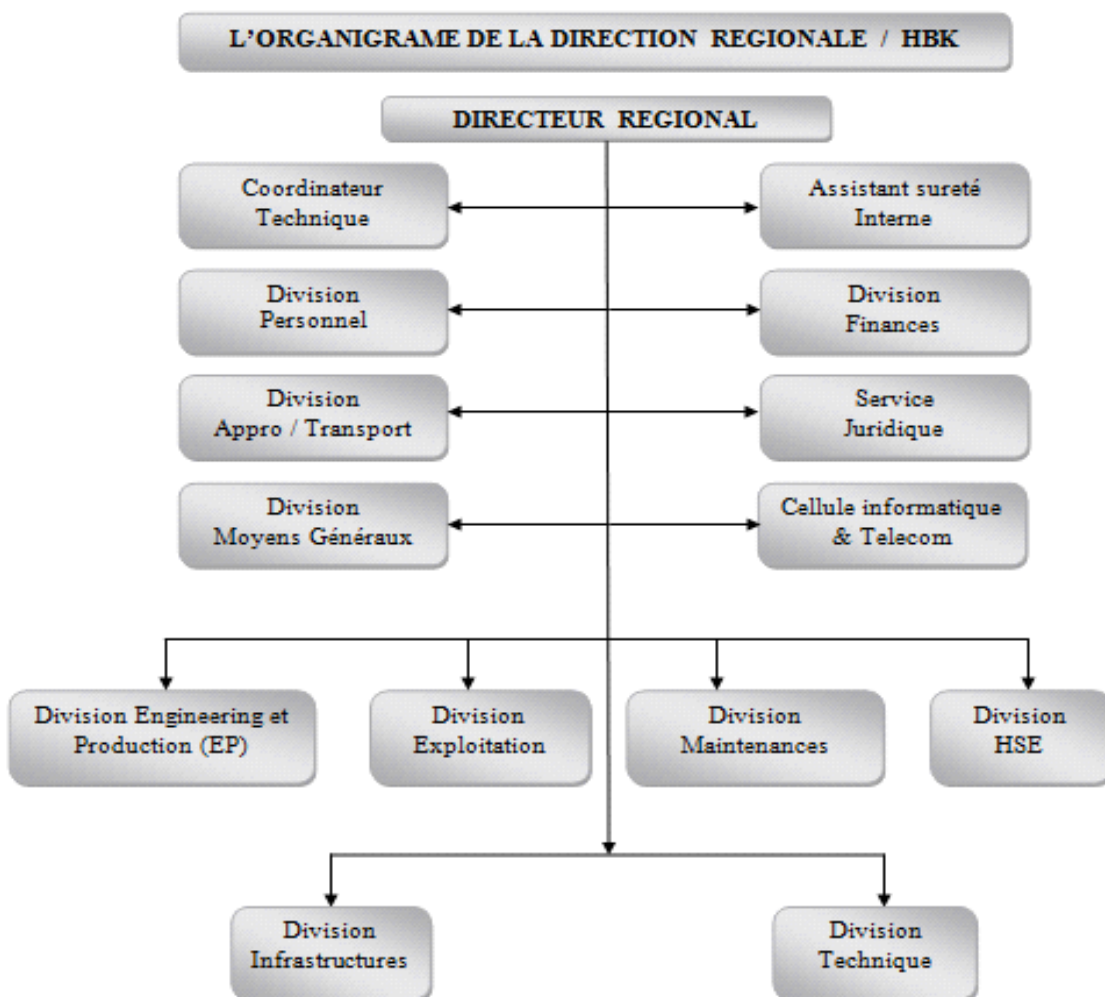 L'ORGANIGRAME DE LA DIRECTION REGIONALE / HBK
DIRECTEUR REGIONAL
Coordinateur
Technique
Assistant sureté
Interne
Division
Personnel
Division
Finances
Division
Appro / Transport
Service
Juridique
Division
Moyens Généraux
Cellule informatique
& Telecom
Division Engineering et
Production (EP)
Division
Exploitation
Division
Maintenances
Division
HSE
Division
Infrastructures
Division
Technique